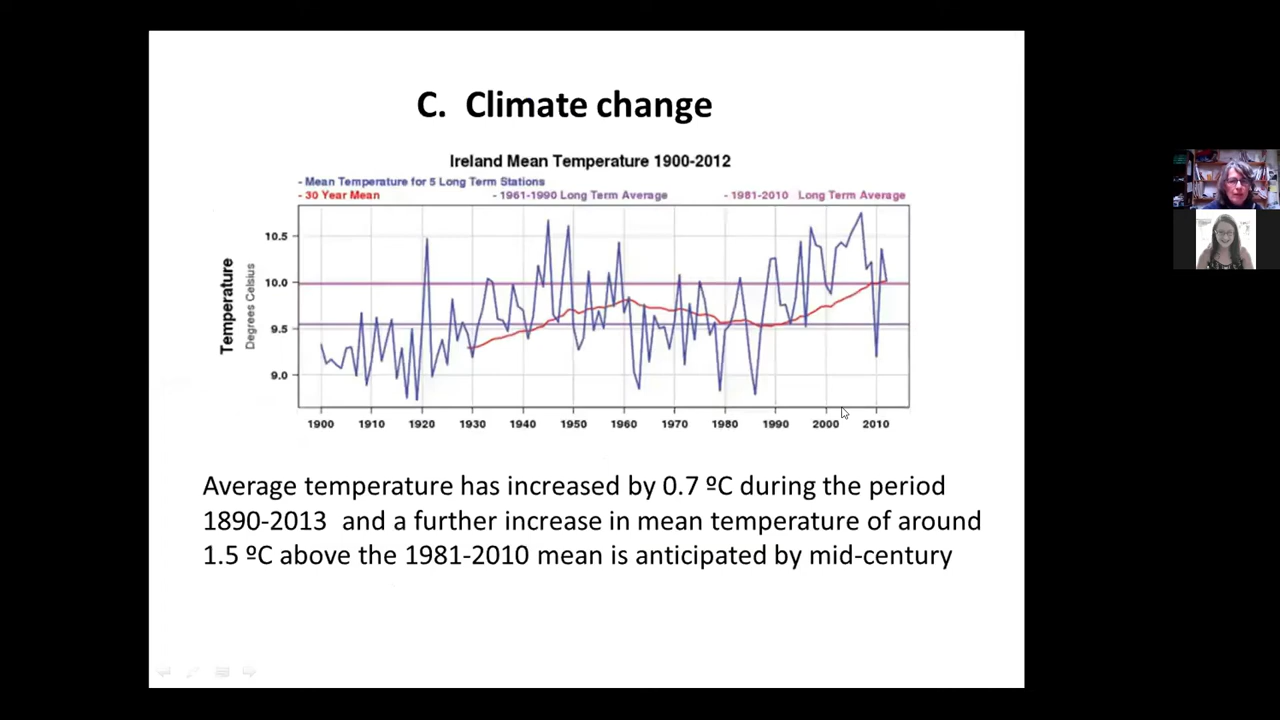 C. Climate change
Ireland Mean Temperature 1900-2012
- Mean Temperature for 5 Long Term Stations
- 30 Year Mean - 1961-1990 Long Term Average - 1981-2010 Long Term Average
Temperature
Degrees Celsius
10.5
10.0
9.5
9.0
1900 1910 1920 1930 1940 1950 1960 1970 1980 1990 2000 2010
Average temperature has increased by 0.7 ºC during the period
1890-2013 and a further increase in mean temperature of around
1.5 ºC above the 1981-2010 mean is anticipated by mid-century